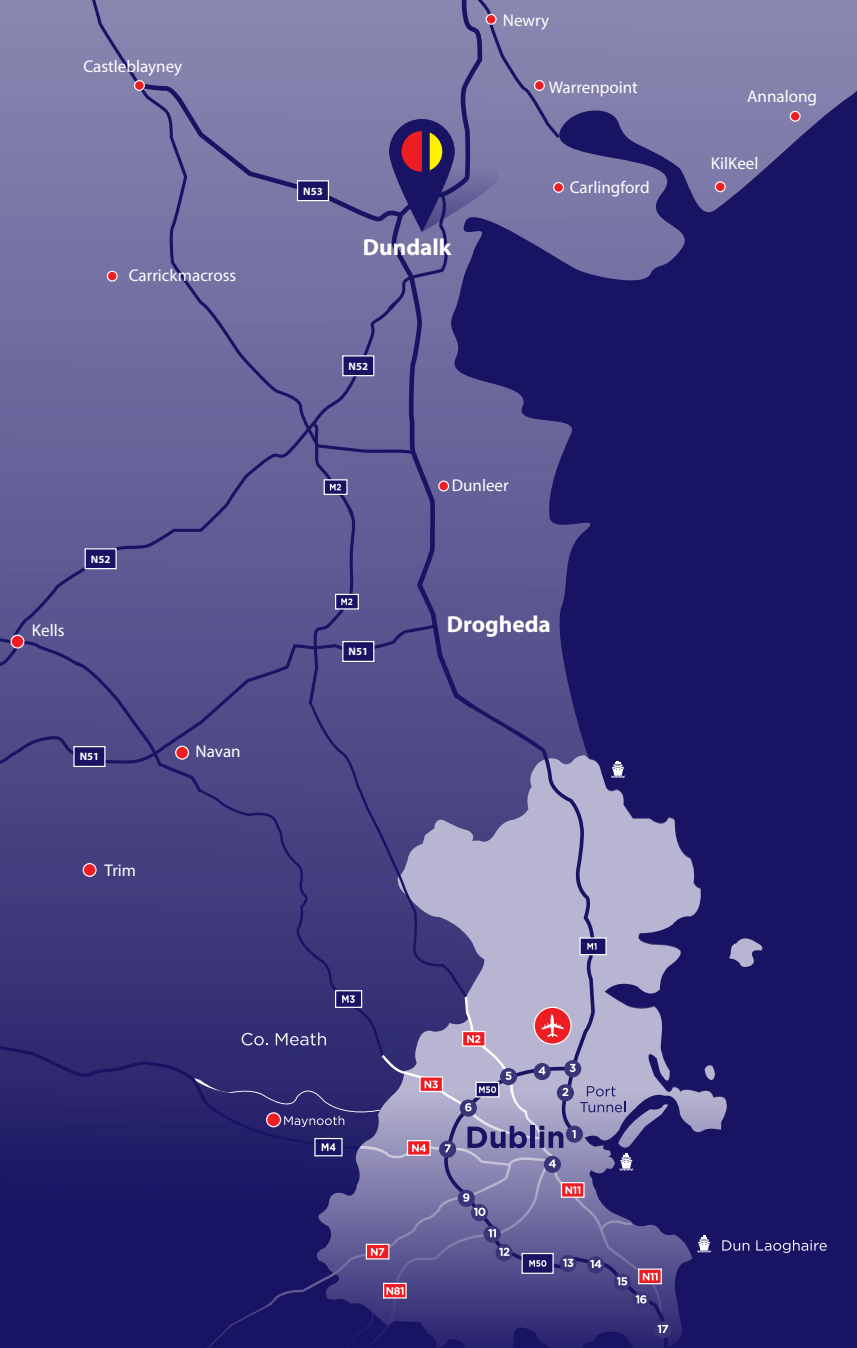 Newry
Castleblayney
Warrenpoint
Annalong
KilKeel
N53
Carlingford
Dundalk
Carrickmacross
N52
Dunleer
M2
N52
M2
Drogheda
Kells
N51
Navan
N51
Trim
M1
M3
Co. Meath
N2
5
4
3
N3
M50
2
Port
Tunnel
6
Maynooth
Dublin
1
M4
N4
7
4
N11
9
10
11
Dun Laoghaire
N7
12
M50
13
14
15
N11
N81
16
17